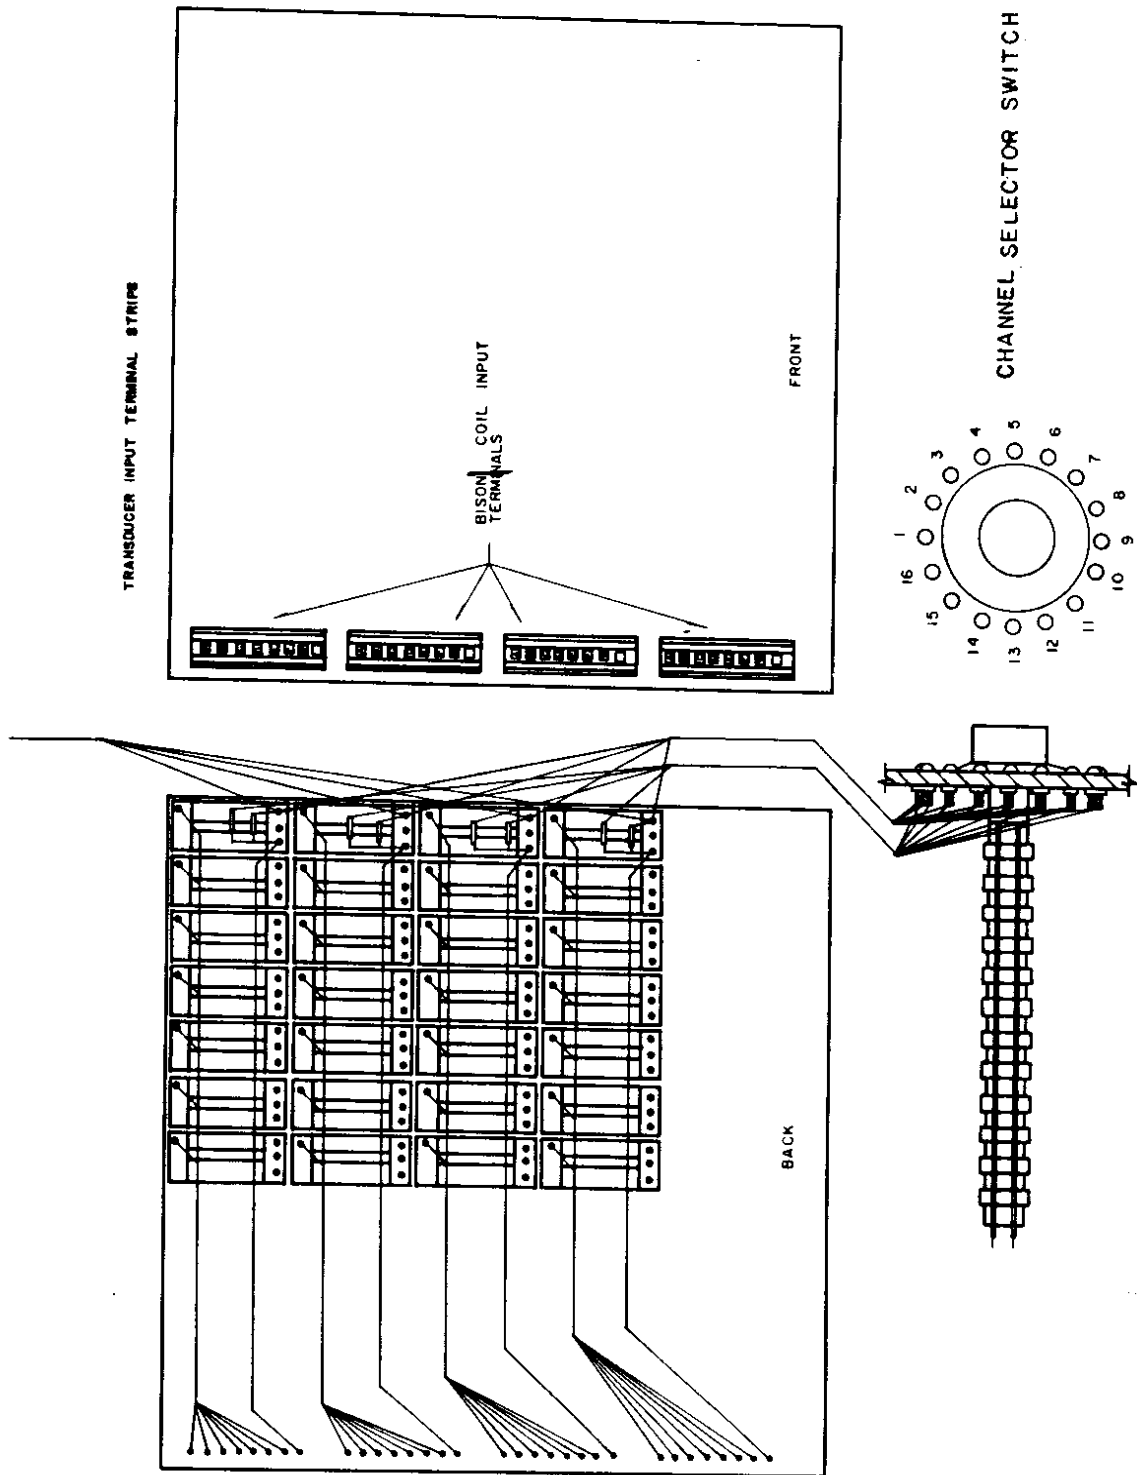 TRANSDUCER INPUT TERMINAL STRIPS
BISON COIL INPUT
TERMINALS
FRONT
BACK
CHANNEL SELECTOR SWITCH
1
2
3
4
5
6
7
8
9
10
11
12
13
14
15
16